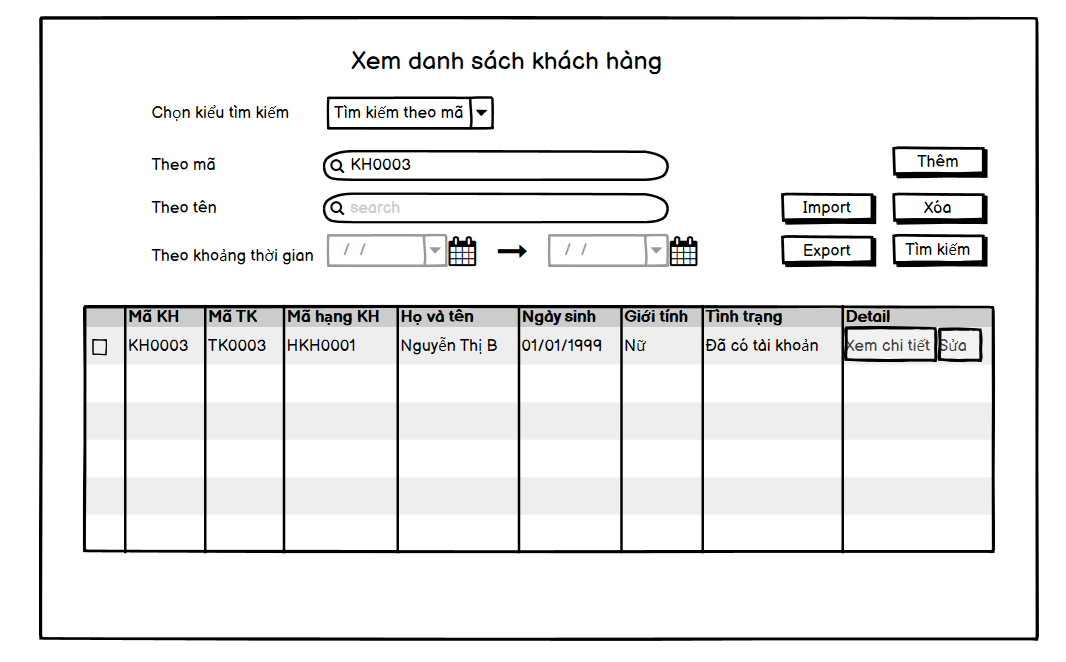 Xem danh sách khách hàng
Chọn kiểu tìm kiếm Tìm kiếm theo mã
Theo mã KH0003 Thêm
Theo tên search Import Xóa
Theo khoảng thời gian / / / / Export Tìm kiếm
Mã KH Mã TK Mã hạng KH Họ và tên Ngày sinh Giới tính Tình trạng Detail
KH0003 TK0003 HKH0001 Nguyễn Thị B 01/01/1999 Nữ Đã có tài khoản Xem chi tiết Sửa